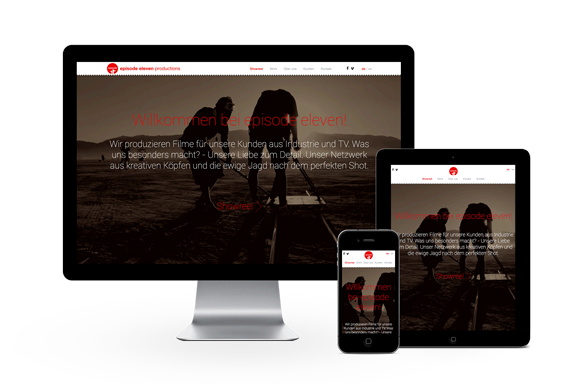 episode eleven productions
Showreel Work Über uns Kunden Kontakt
Willkommen bei episode eleven!
Wir produzieren Filme für unsere Kunden aus Industrie und TV. Was
uns besonders macht? - Unsere Liebe zum Detail. Unser Netzwerk
aus kreativen Köpfen und die ewige Jagd nach dem perfekten Shot.
Showreel
Willkommen bei episode eleven!
Wir produzieren Filme für unsere Kunden aus Industrie
und TV. Was uns besonders macht? - Unsere Liebe
zum Detail. Unser Netzwerk aus kreativen Köpfen und
die ewige Jagd nach dem perfekten Shot.
Showreel
Willkommen
bei episode
Wir produzieren Filme für unsere
Kunden aus Industrie und TV. Was
uns besonders macht? - Unsere